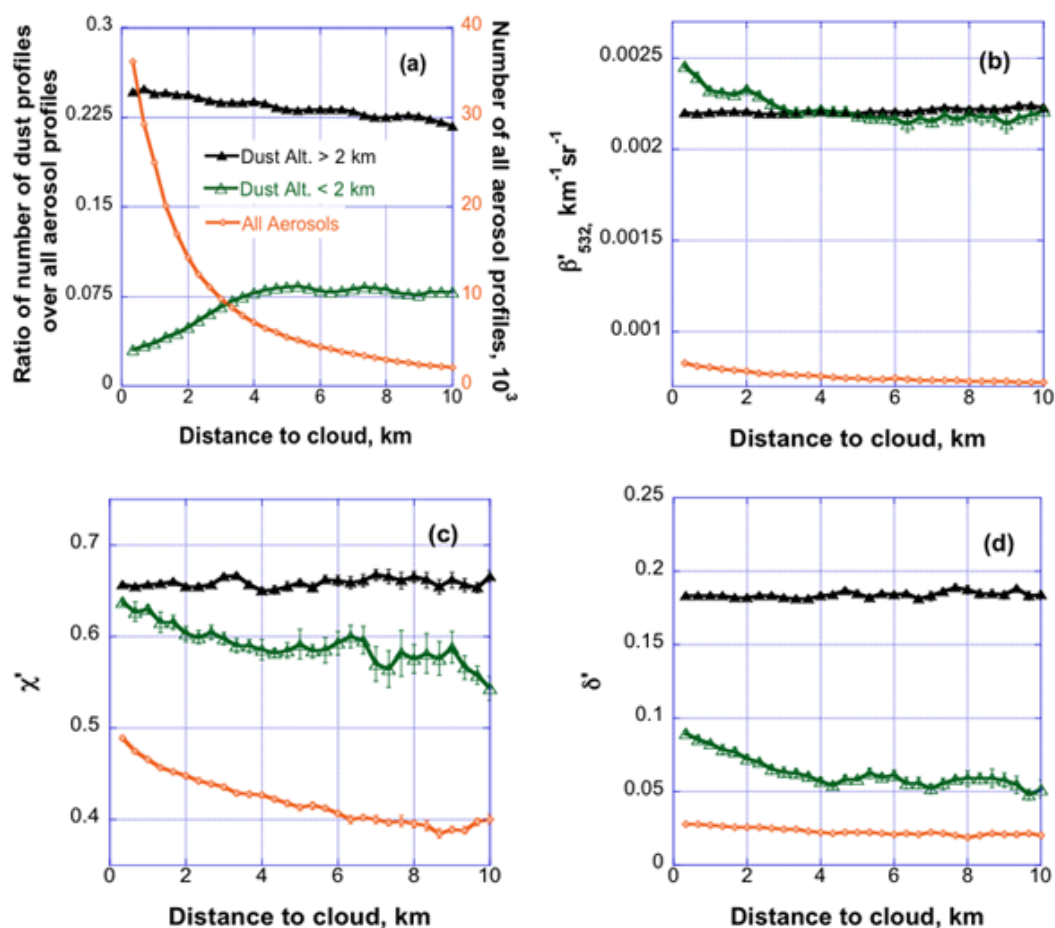 Ratio of number of dust profiles
over all aerosol profiles
0.3
0.225
0.15
0.075
0
(a)
Dust Alt. > 2 km
Dust Alt. < 2 km
All Aerosols
40
30
20
10
0
Number of all aerosol profiles, 10³
0 2 4 6 8 10
Distance to cloud, km
β'532, km⁻¹sr⁻¹
0.0025
0.002
0.0015
0.001
(b)
0 2 4 6 8 10
Distance to cloud, km
χ'
0.7
0.6
0.5
0.4
(c)
0 2 4 6 8 10
Distance to cloud, km
δ'
0.25
0.2
0.15
0.1
0.05
0
(d)
0 2 4 6 8 10
Distance to cloud, km